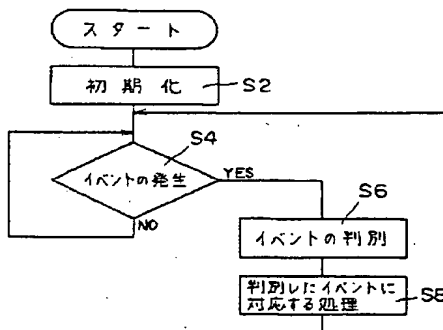 スタート
初期化
S2
S4
イベントの発生
YES
NO
S6
イベントの判別
判別したイベントに
対応する処理
S8